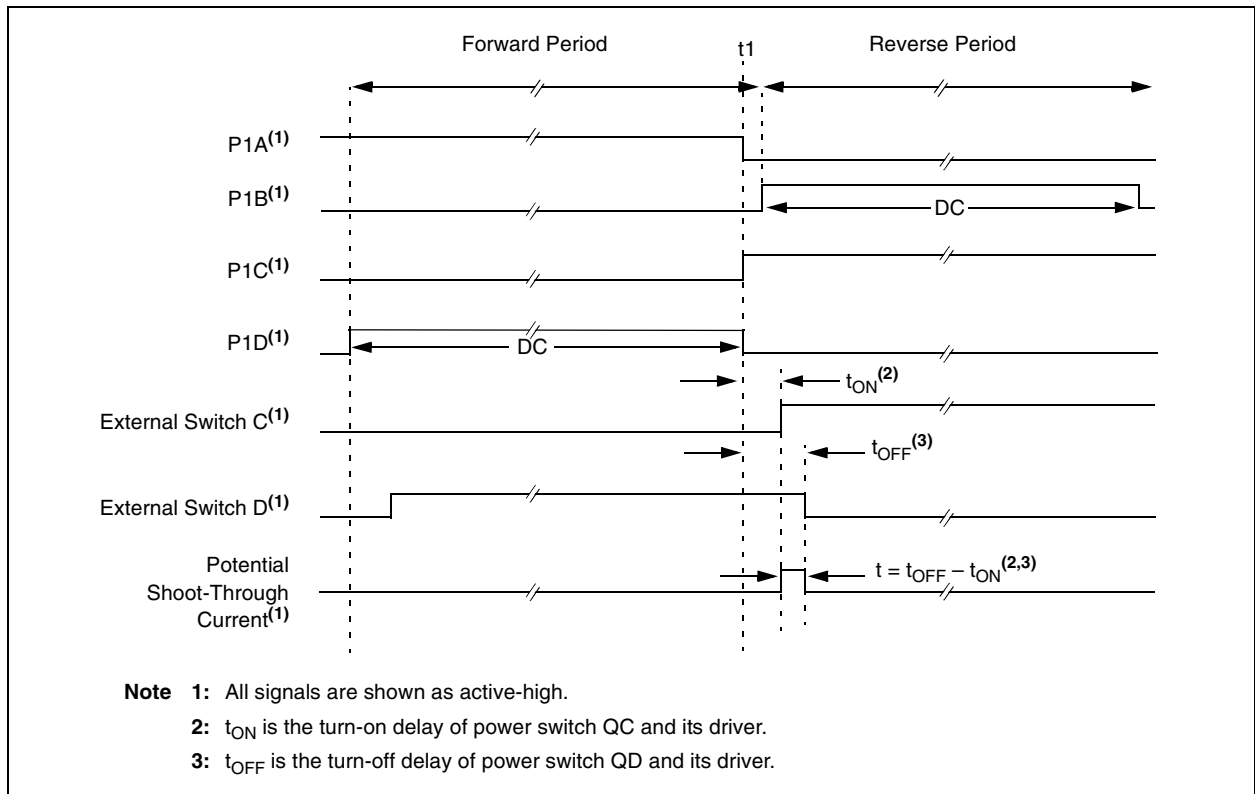 Forward Period
t1
Reverse Period
P1A(1)
P1B(1)
DC
P1C(1)
P1D(1)
DC
tON(2)
External Switch C(1)
tOFF(3)
External Switch D(1)
Potential
Shoot-Through
Current(1)
t = tOFF – tON(2,3)
Note 1: All signals are shown as active-high.
2: tON is the turn-on delay of power switch QC and its driver.
3: tOFF is the turn-off delay of power switch QD and its driver.